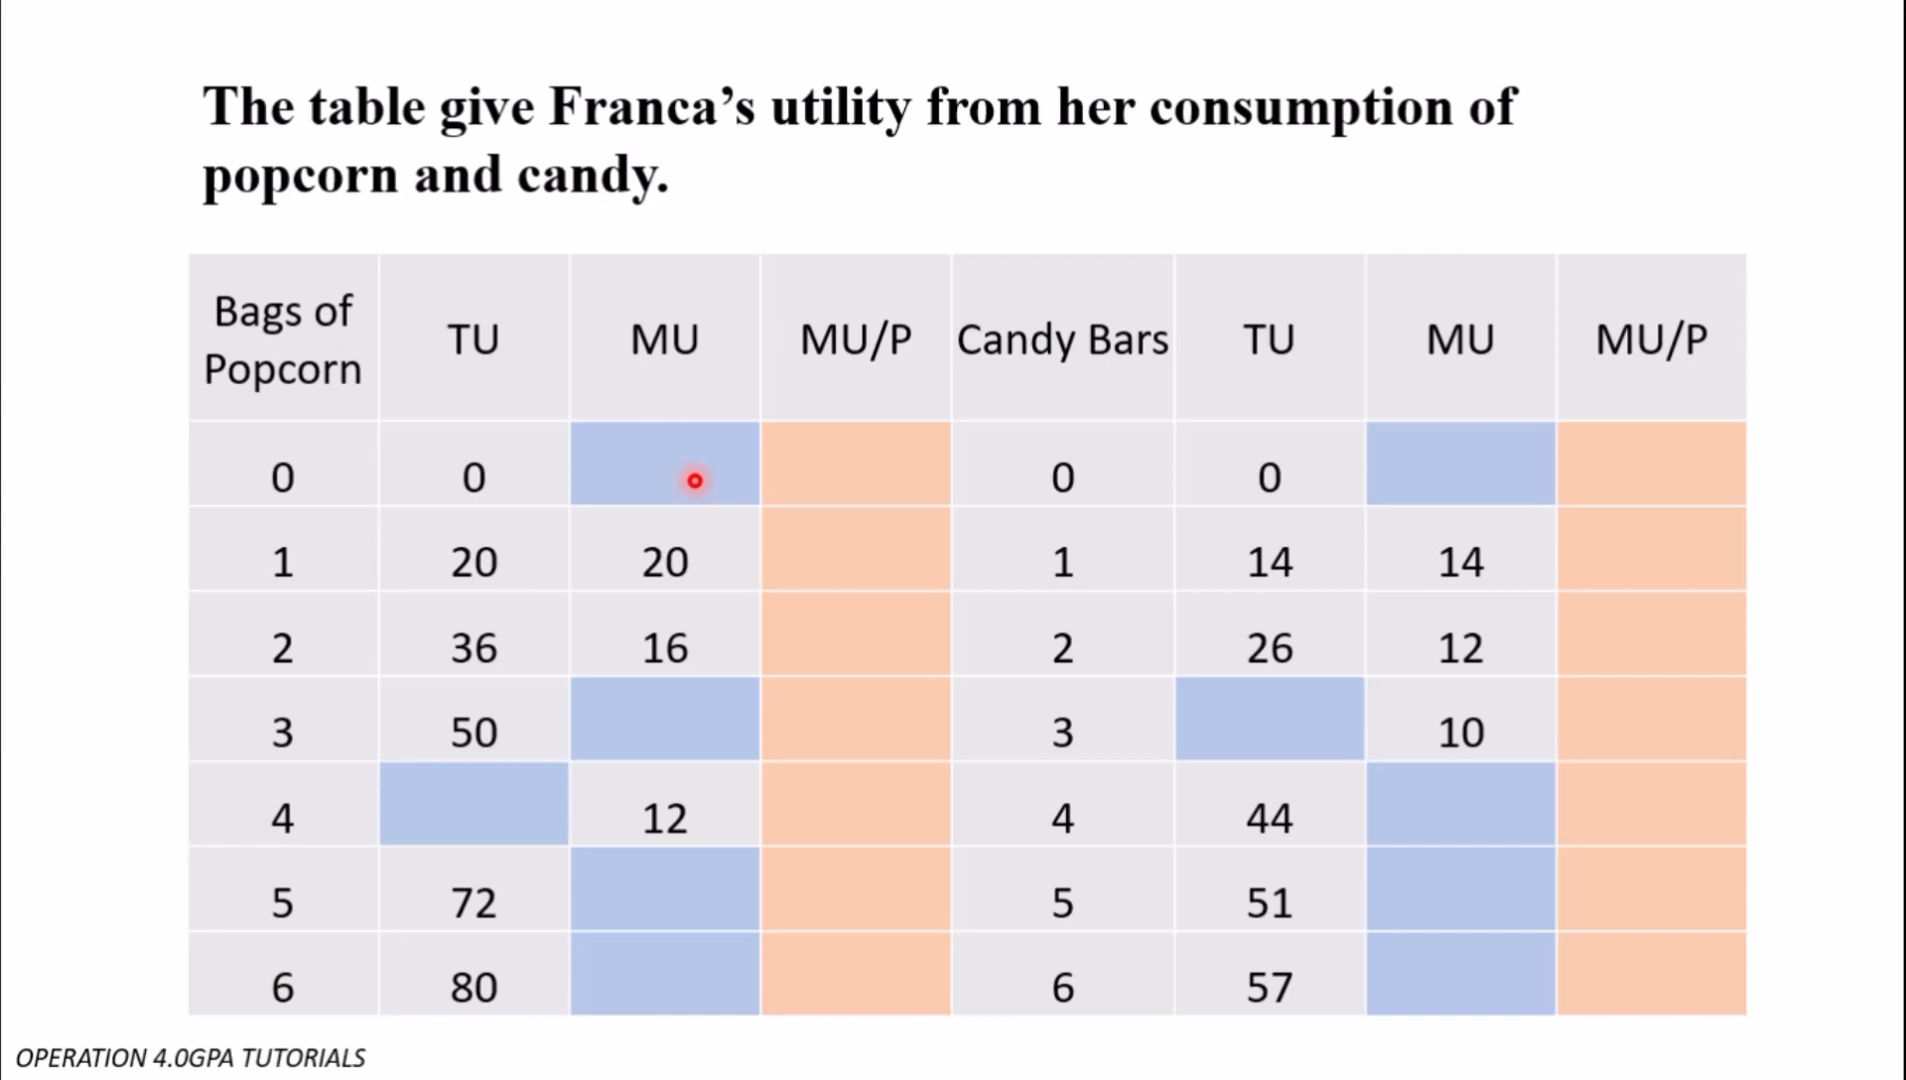 The table give Franca’s utility from her consumption of
popcorn and candy.
Bags of
Popcorn TU MU MU/P Candy Bars TU MU MU/P
0 0 0 0
1 20 20 1 14 14
2 36 16 2 26 12
3 50 3 10
4 12 4 44
5 72 5 51
6 80 6 57
OPERATION 4.0GPA TUTORIALS